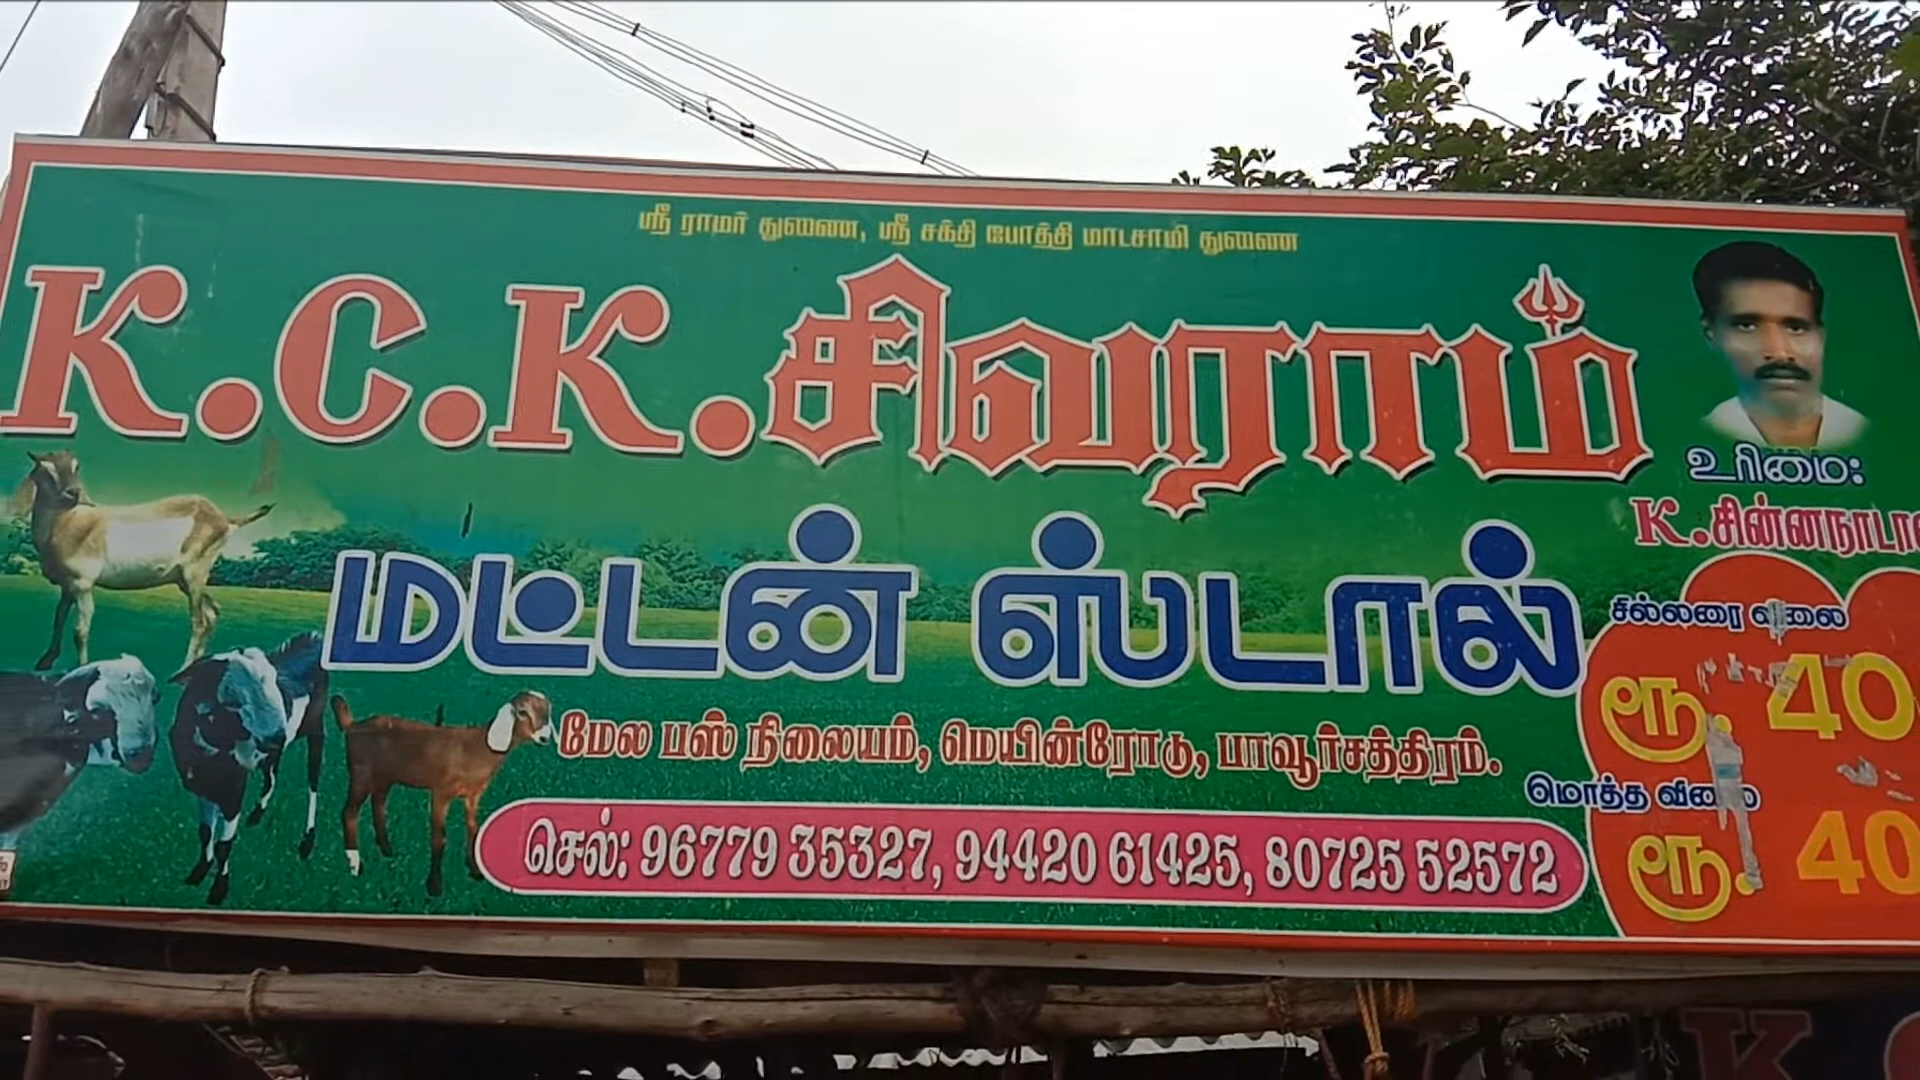 ஸ்ரீ ராமர் துணை, ஸ்ரீ சக்தி போத்தி மாடசாமி துணை
K.C.K.சிவராம்
மட்டன் ஸ்டால்
மேல பஸ் நிலையம், மெயின்ரோடு, பாவூர்சத்திரம்.
செல்: 96779 35327, 94420 61425, 80725 52572
உரிமை:
K.சின்னநாடா
சில்லரை விலை
ரூ. 40
மொத்த விலை
ரூ. 40